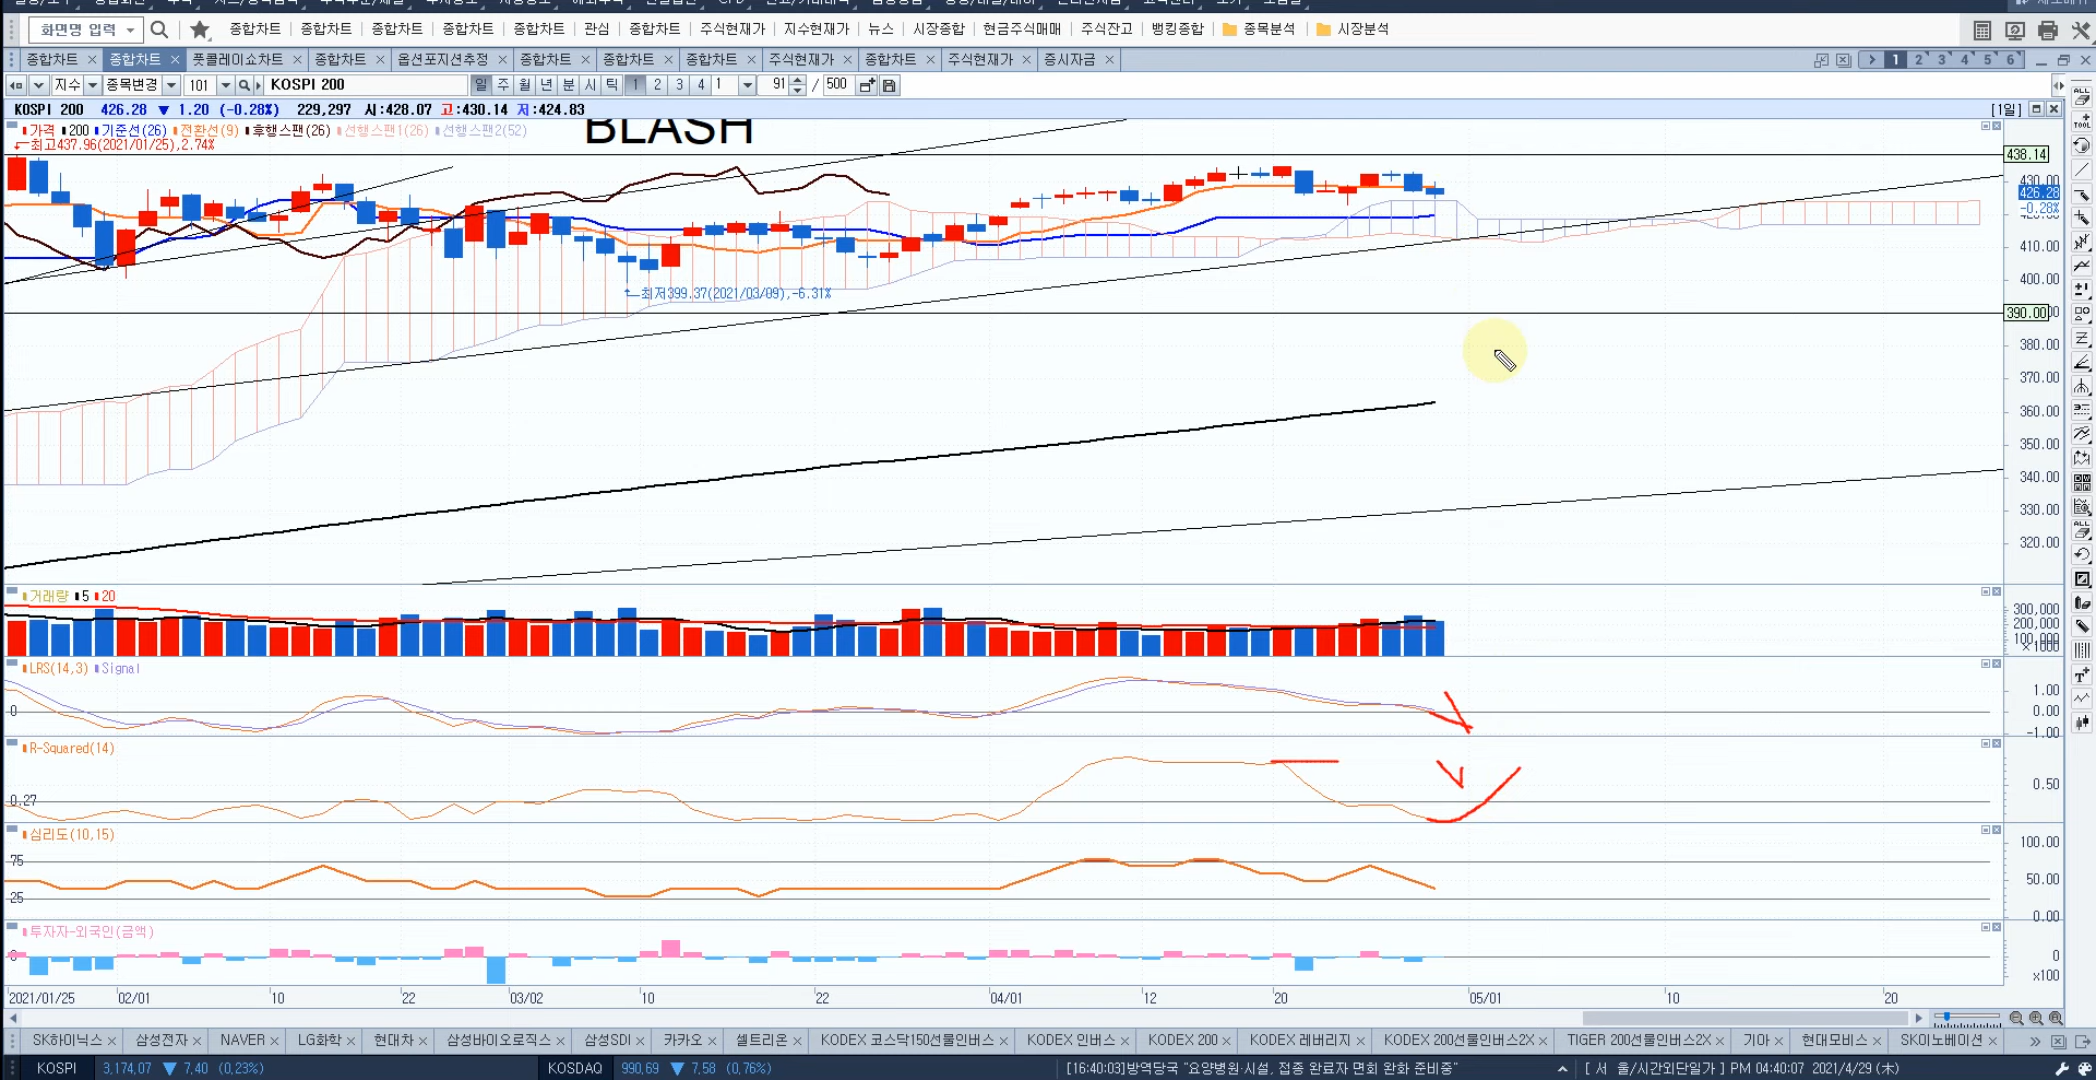 화면명 입력 종합차트 종합차트 종합차트 종합차트 종합차트 관심 종합차트 주식현재가 지수현재가 뉴스 시장종합 현금주식매매 주식잔고 뱅킹종합 종목분석 시장분석
종합차트 종합차트 풋콜레이쇼차트 종합차트 옵션포지션추정 종합차트 종합차트 종합차트 주식현재가 종합차트 주식현재가 증시자금 1 2 3 4 5 6
지수 종목변경 101 KOSPI 200 일 주 월 년 분 시 틱 1 2 3 4 1 91 / 500
KOSPI 200 426.28 ▼ 1.20 (-0.28%) 229,297 시:428.07 고:430.14 저:424.83 [1일]
BLASH
가격 200 기준선(26) 전환선(9) 후행스팬(26) 선행스팬1(26) 선행스팬2(52)
최고437.96(2021/01/25),2.74%
438.14
430.00
426.28
-0.28%
410.00
400.00
최저399.37(2021/03/09),-6.31%
390.00
380.00
370.00
360.00
350.00
340.00
330.00
320.00
거래량 5 20
300,000
200,000
100,000
×1000
LRS(14,3) Signal
1.00
0 0.00
-1.00
R-Squared(14)
0.50
0.27
심리도(10,15)
100.00
75
50.00
25
0.00
투자자-외국인(금액)
0 0
×100
2021/01/25 02/01 10 22 03/02 10 22 04/01 12 20 05/01 10 20
SK하이닉스 삼성전자 NAVER LG화학 현대차 삼성바이오로직스 삼성SDI 카카오 셀트리온 KODEX 코스닥150선물인버스 KODEX 인버스 KODEX 200 KODEX 레버리지 KODEX 200선물인버스2X TIGER 200선물인버스2X 기아 현대모비스 SK이노베이션
KOSPI 3,174,07 ▼ 7,40 (0,23%) KOSDAQ 990,69 ▼ 7,58 (0,76%) [16:40:03]방역당국 "요양병원·시설, 접종 완료자 면회 완화 준비중" [ 서 울/시간외단일가 ] PM 04:40:07 2021/4/29 (木)